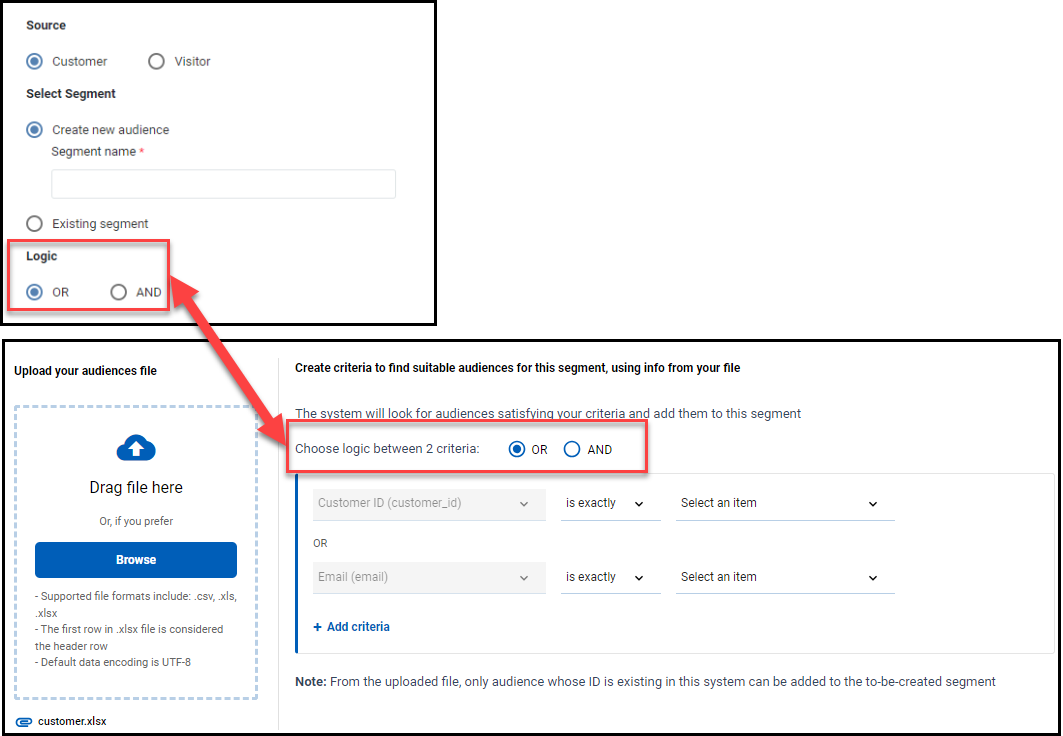 Source
Customer Visitor
Select Segment
Create new audience
Segment name *
Existing segment
Logic
OR AND
Upload your audiences file
Drag file here
Or, if you prefer
Browse
- Supported file formats include: .csv, .xls,
.xlsx
- The first row in .xlsx file is considered
the header row
- Default data encoding is UTF-8
customer.xlsx
Create criteria to find suitable audiences for this segment, using info from your file
The system will look for audiences satisfying your criteria and add them to this segment
Choose logic between 2 criteria: OR AND
Customer ID (customer_id) is exactly Select an item
OR
Email (email) is exactly Select an item
+ Add criteria
Note: From the uploaded file, only audience whose ID is existing in this system can be added to the to-be-created segment